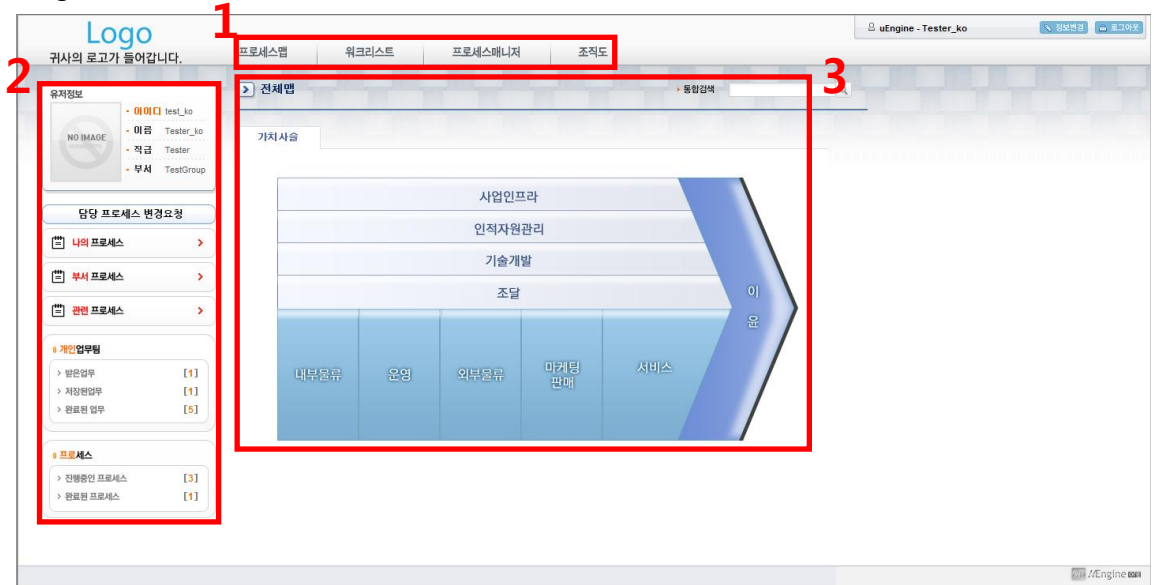 1
Logo
귀사의 로고가 들어갑니다.
uEngine - Tester_ko
정보변경
로그아웃
프로세스맵 워크리스트 프로세스매니저 조직도
2
유저정보
NO IMAGE
- 아이디 test_ko
- 이름 Tester_ko
- 직급 Tester
- 부서 TestGroup
담당 프로세스 변경요청
나의 프로세스
부서 프로세스
관련 프로세스
개인업무팀
> 받은업무 [1]
> 저장된업무 [1]
> 완료된 업무 [5]
프로세스
> 진행중인 프로세스 [3]
> 완료된 프로세스 [1]
3
전체맵
통합검색
가치사슬
사업인프라
인적자원관리
기술개발
조달
이
윤
내부물류
운영
외부물류
마케팅
판매
서비스
uEngine